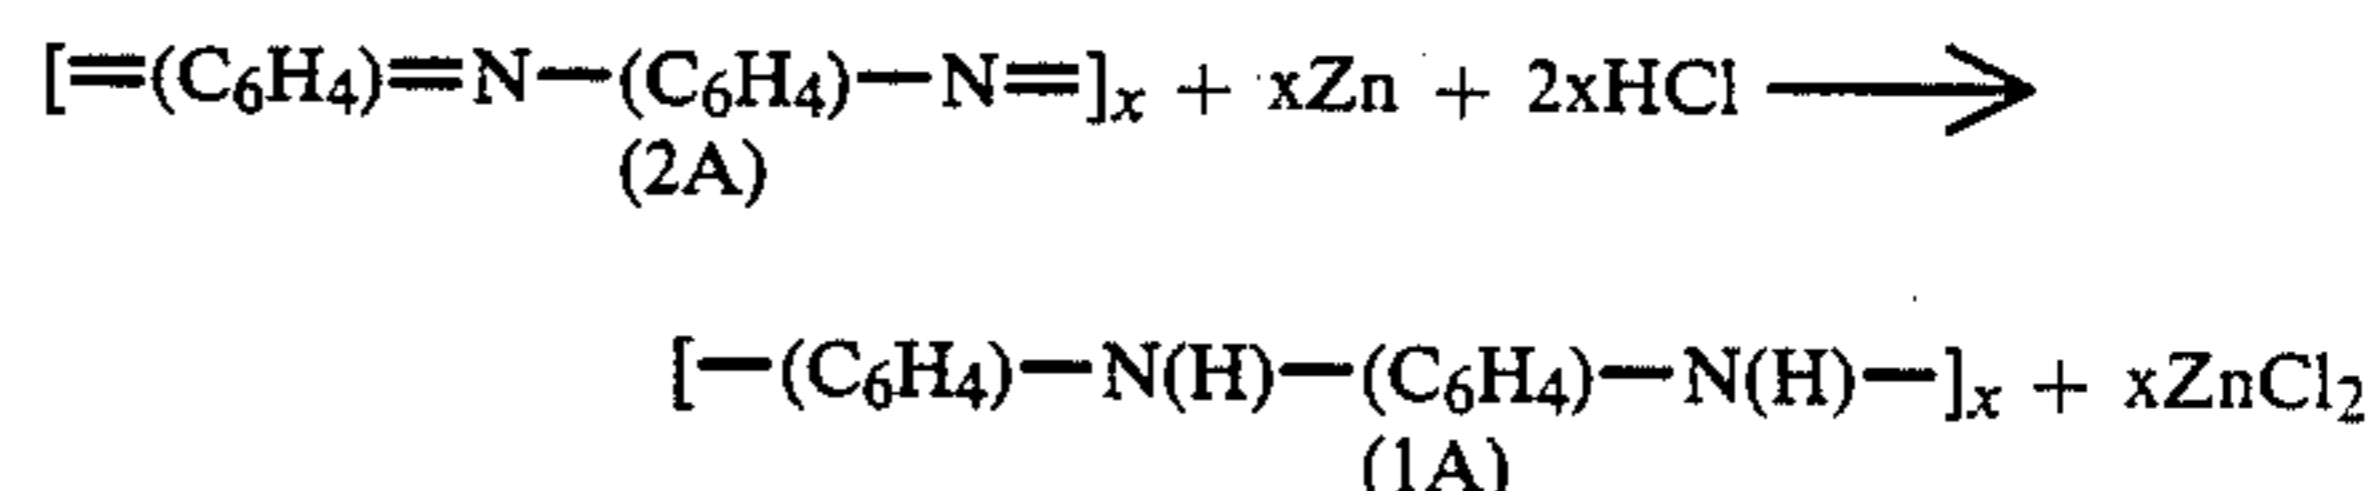 [=(C₆H₄)=N—(C₆H₄)—N=]ₓ + xZn + 2xHCl ⟶
(2A)
[—(C₆H₄)—N(H)—(C₆H₄)—N(H)—]ₓ + xZnCl₂
(1A)